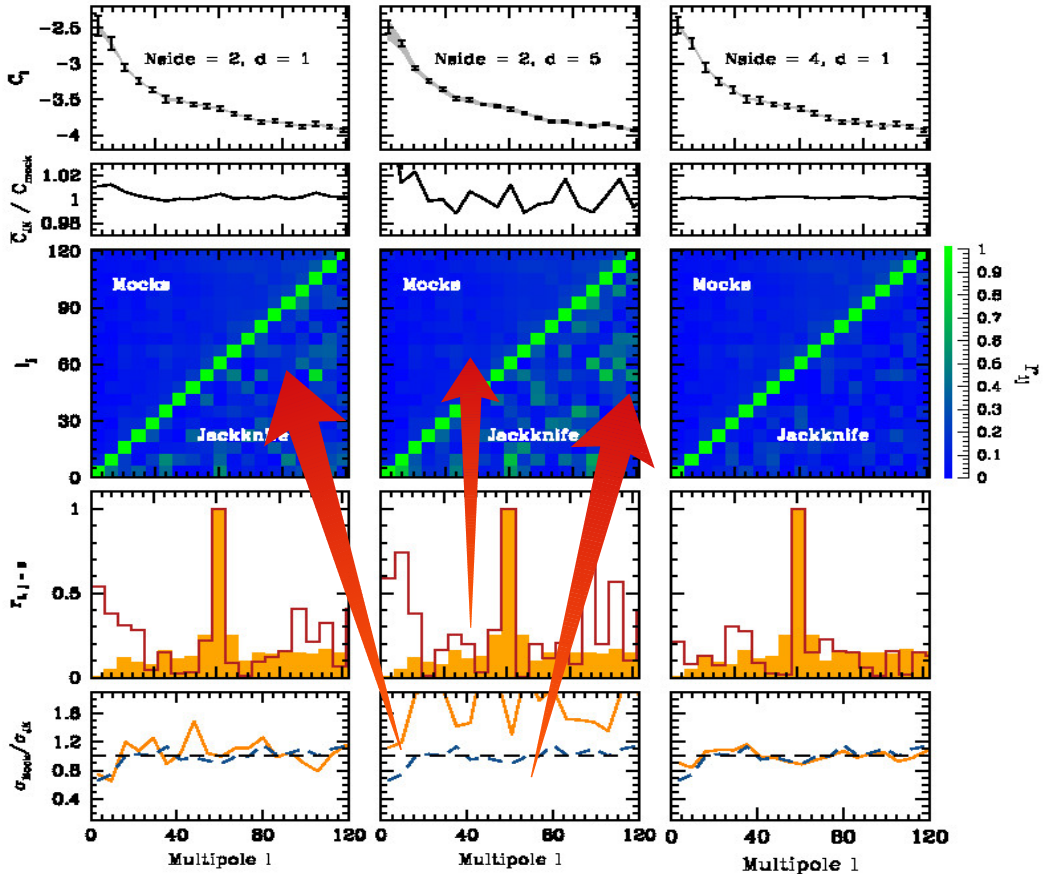 Nside = 2, d = 1
Nside = 2, d = 5
Nside = 4, d = 1
C_l
-2.5
-3
-3.5
-4
C̅_JK / C_mock
1.02
1
0.98
Mocks
Jackknife
Mocks
Jackknife
Mocks
Jackknife
l_j
120
90
60
30
0
1
0.9
0.8
0.7
0.6
0.5
0.4
0.3
0.2
0.1
0
r_ij
1
0.5
0
σ_Mock/σ_JK
1.6
1.2
0.8
0.4
0 40 80 120
0 40 80 120
0 40 80 120
Multipole l
Multipole l
Multipole l